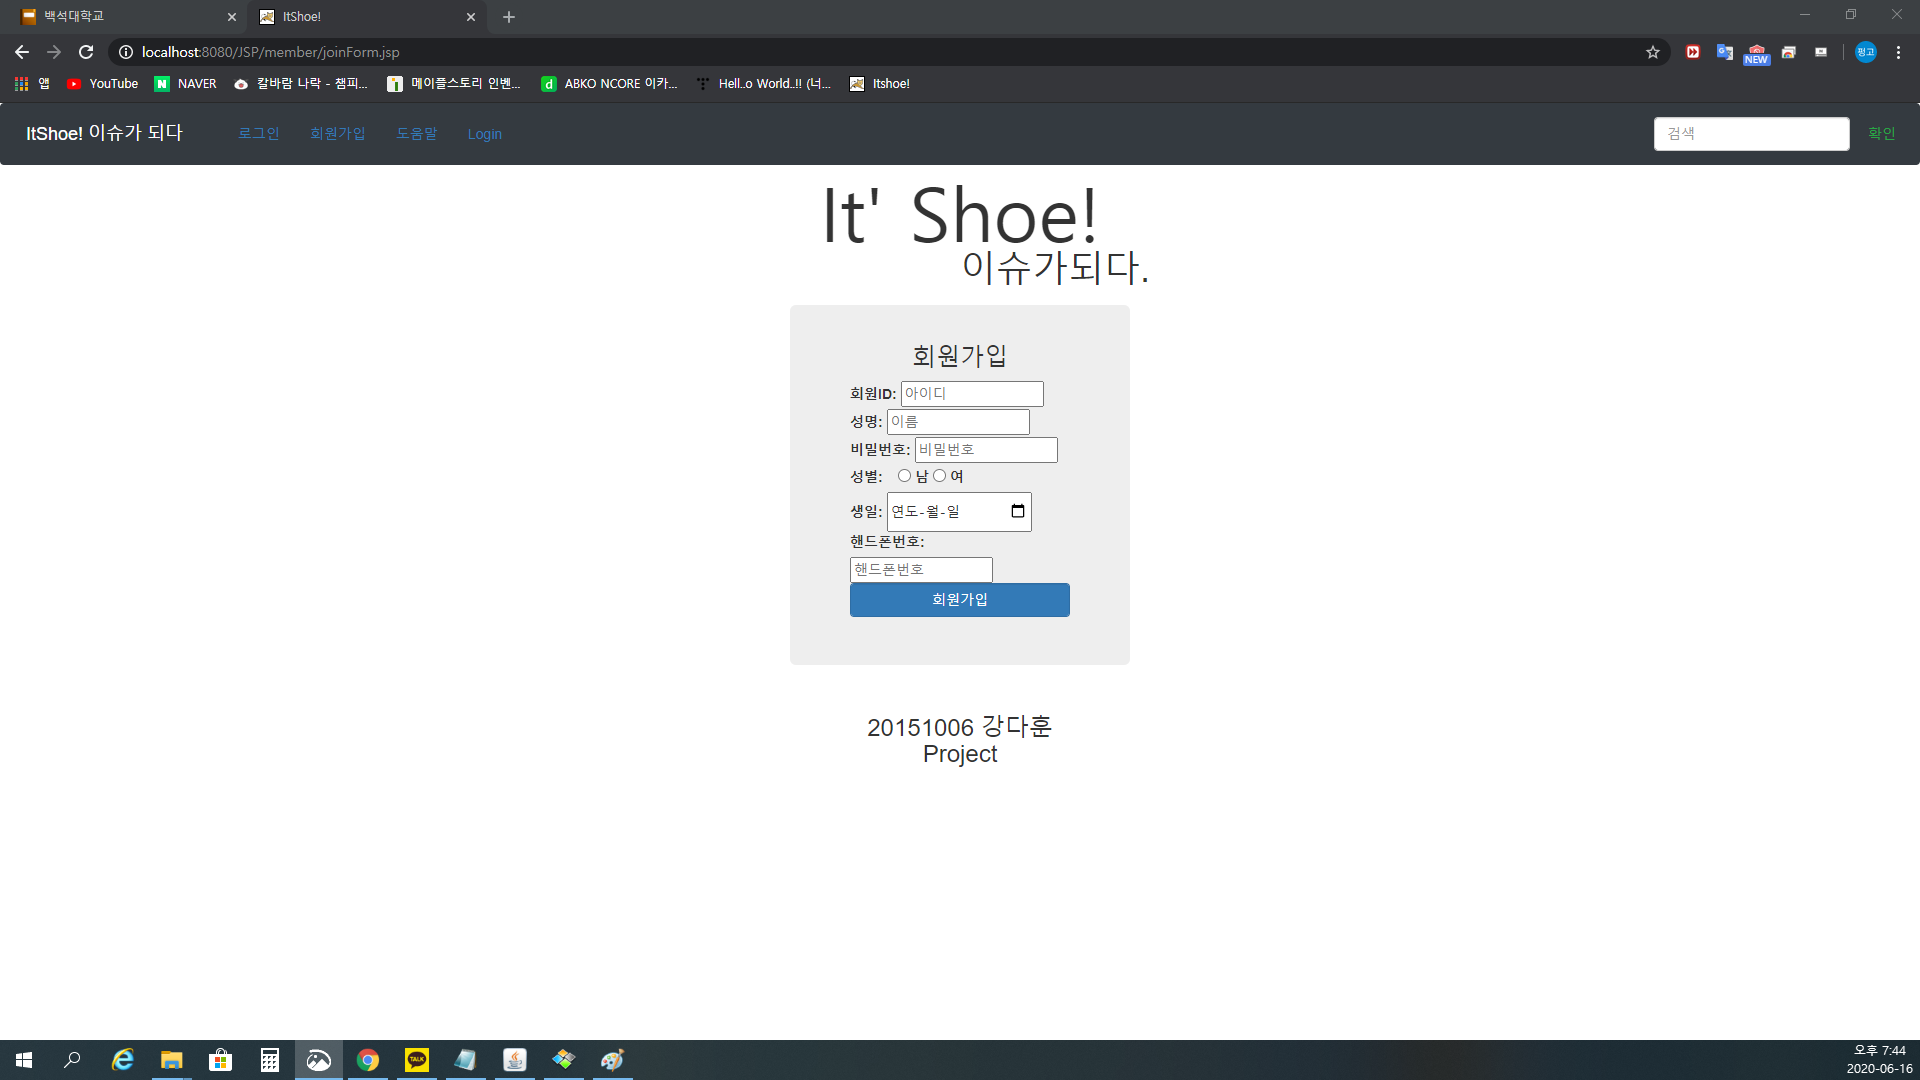 백석대학교
ItShoe!
localhost:8080/JSP/member/joinForm.jsp
NEW
펑고
앱
YouTube
NAVER
칼바람 나락 - 챔피...
메이플스토리 인벤...
ABKO NCORE 이카...
Hell..o World..!! (너...
Itshoe!
ItShoe! 이슈가 되다
로그인
회원가입
도움말
Login
검색
확인
It' Shoe!
이슈가되다.
회원가입
회원ID: 아이디
성명: 이름
비밀번호: 비밀번호
성별: 남 여
생일: 연도-월-일
핸드폰번호:
핸드폰번호
회원가입
20151006 강다훈
Project
TALK
오후 7:44
2020-06-16